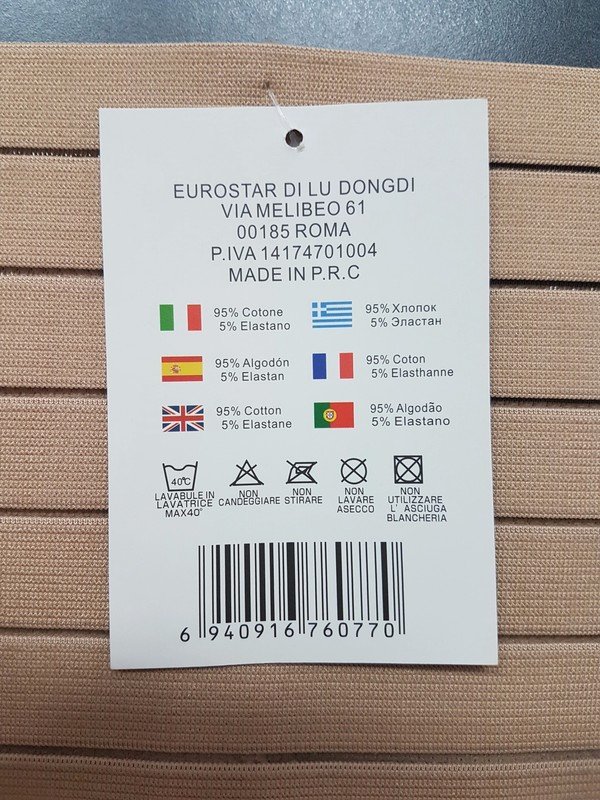 EUROSTAR DI LU DONGDI
VIA MELIBEO 61
00185 ROMA
P.IVA 14174701004
MADE IN P.R.C
95% Cotone
5% Elastano
95% Хлопок
5% Эластан
95% Algodón
5% Elastan
95% Coton
5% Elasthanne
95% Cotton
5% Elastane
95% Algodão
5% Elastano
40°C
LAVABULE IN
LAVATRICE
MAX40°
NON
CANDEGGIARE
NON
STIRARE
NON
LAVARE
ASECCO
NON
UTILIZZARE
L' ASCIUGA
BLANCHERIA
6 940916 760770